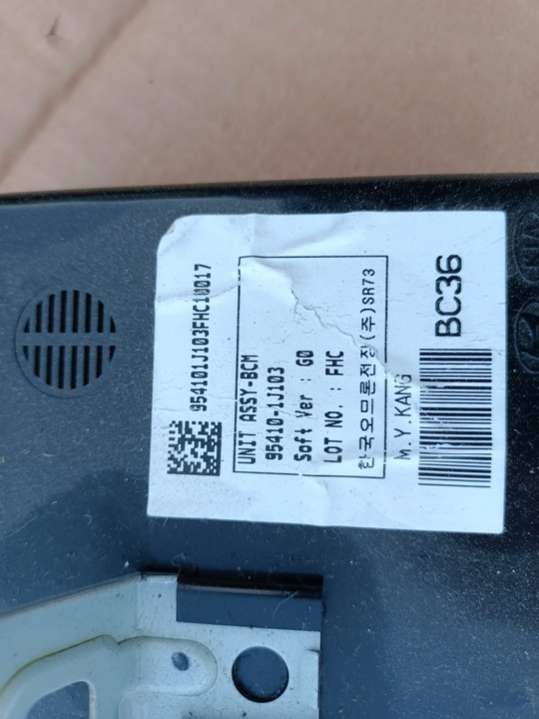 954101J103FHC10017
UNIT ASSY-BCM
95410-1J103
Soft Ver : G0
LOT NO. : FHC
한국오므론전장(주)SR73
M.Y.KANG
BC36